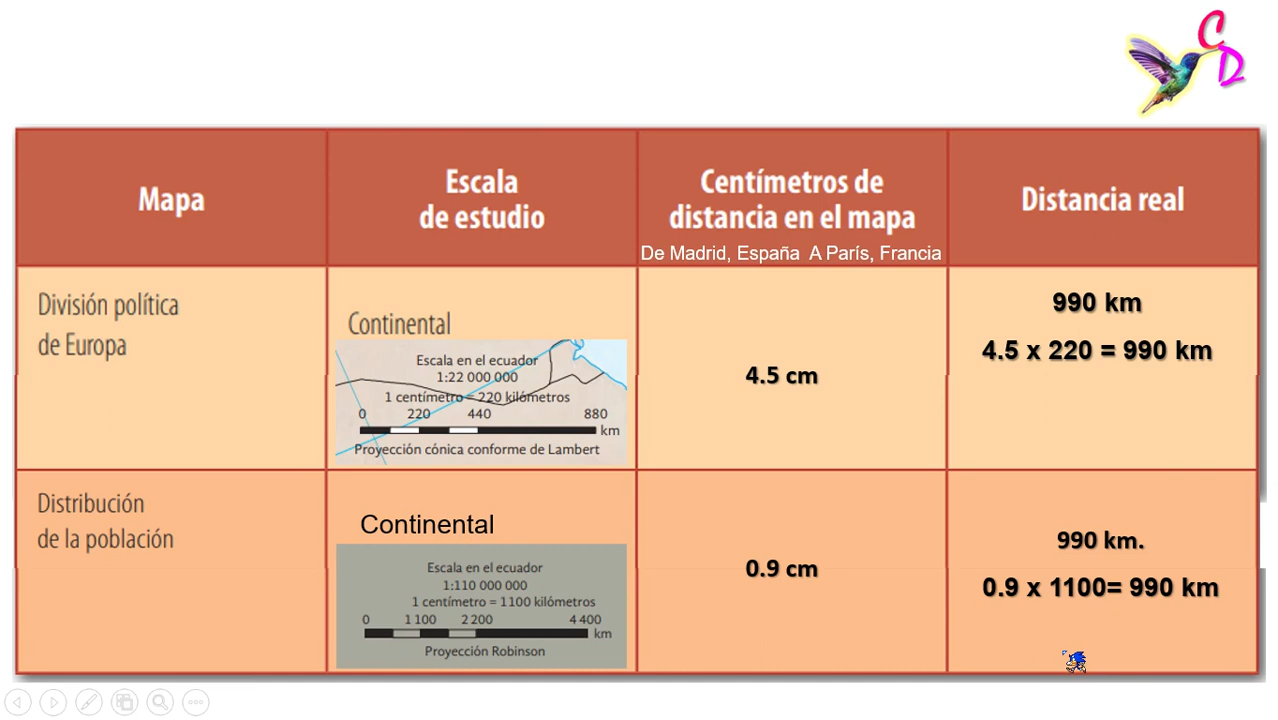 C
D
Mapa
Escala
de estudio
Centímetros de
distancia en el mapa
De Madrid, España A París, Francia
Distancia real
División política
de Europa
Continental
Escala en el ecuador
1:22 000 000
1 centímetro = 220 kilómetros
0 220 440 880
km
Proyección cónica conforme de Lambert
4.5 cm
990 km
4.5 x 220 = 990 km
Distribución
de la población
Continental
Escala en el ecuador
1:110 000 000
1 centímetro = 1100 kilómetros
0 1 100 2 200 4 400
km
Proyección Robinson
0.9 cm
990 km.
0.9 x 1100= 990 km